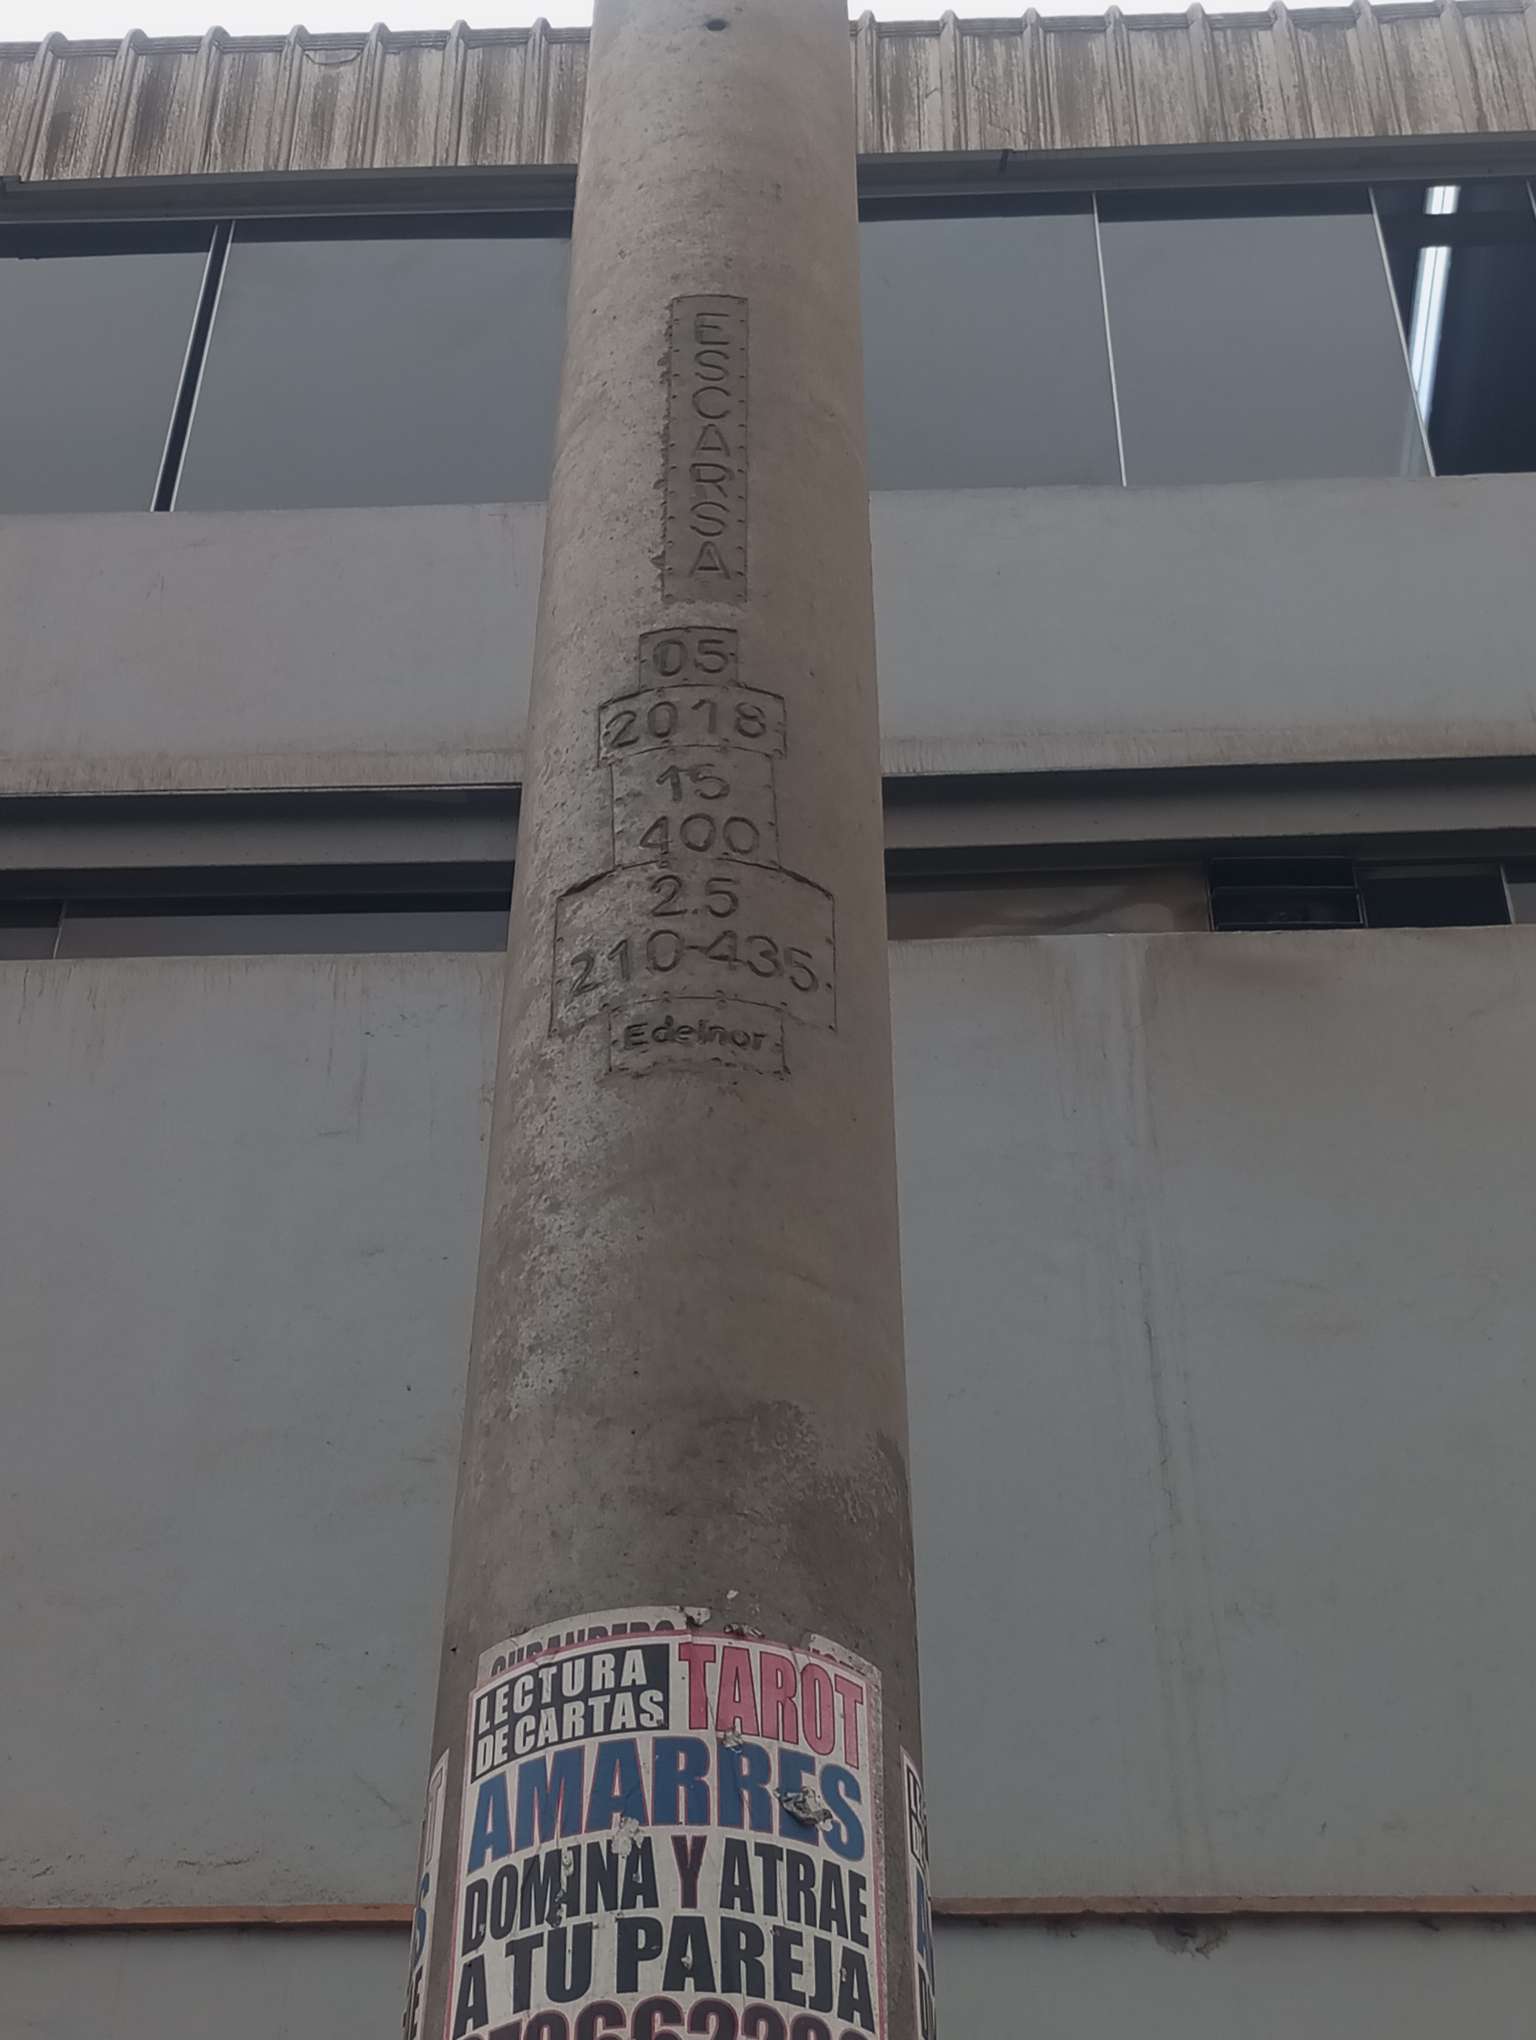 ESCARSA
05
2018
15
400
2.5
210-435
Edelnor
CURANDERO
LECTURA
DE CARTAS
TAROT
AMARRES
DOMINA Y ATRAE
A TU PAREJA